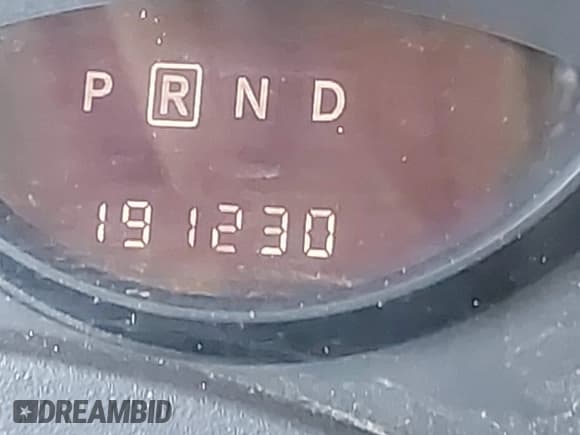 P R N D
191230
DREAMBID